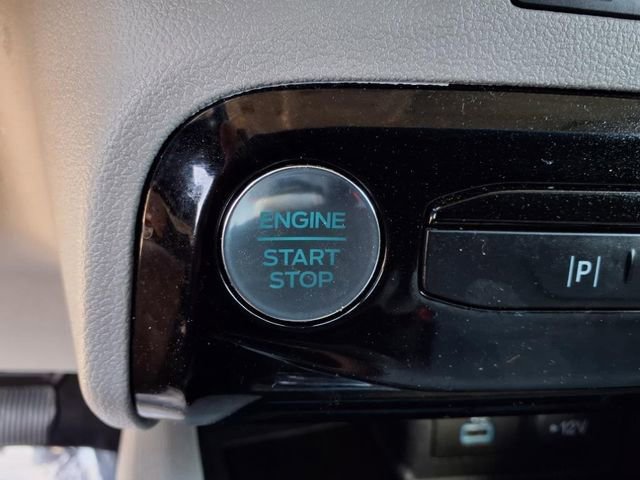 ENGINE
START
STOP
|P|
12V